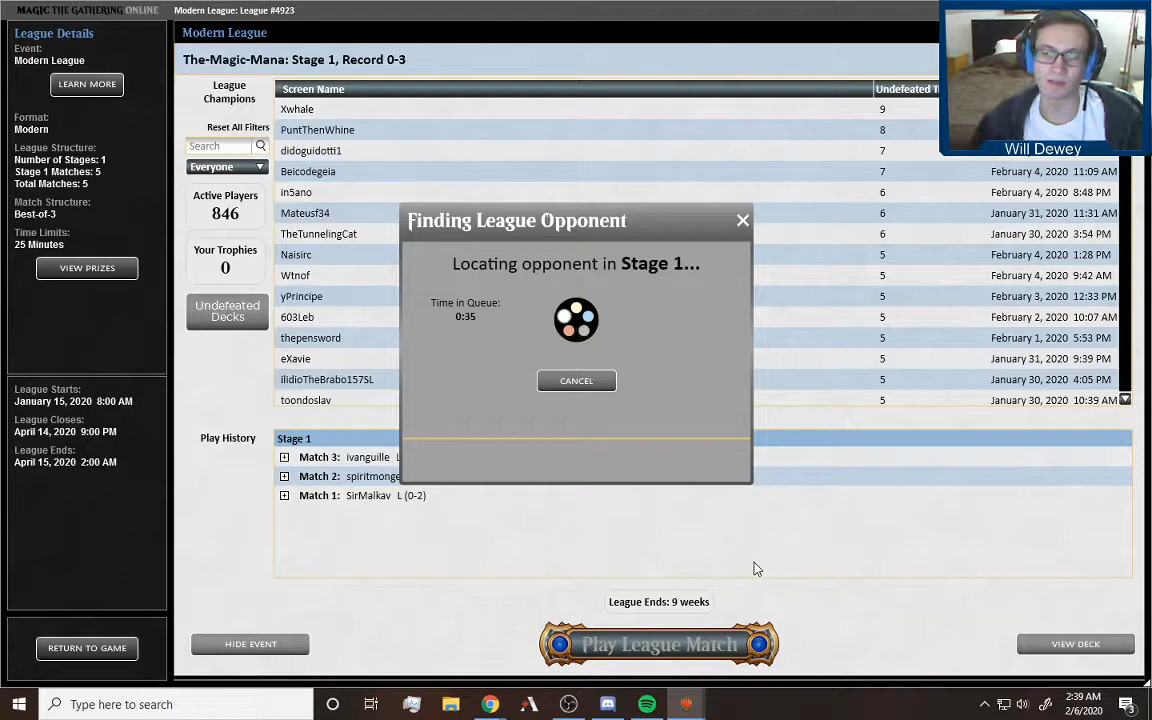 MAGIC THE GATHERING ONLINE
Modern League: League #4923
League Details
Event:
Modern League
LEARN MORE
Format:
Modern
League Structure:
Number of Stages: 1
Stage 1 Matches: 5
Total Matches: 5
Match Structure:
Best-of-3
Time Limits:
25 Minutes
VIEW PRIZES
League Starts:
January 15, 2020 8:00 AM
League Closes:
April 14, 2020 9:00 PM
League Ends:
April 15, 2020 2:00 AM
RETURN TO GAME
Modern League
The-Magic-Mana: Stage 1, Record 0-3
League Champions
Reset All Filters
Search
Everyone
Active Players
846
Your Trophies
0
Undefeated Decks
Screen Name Undefeated
Xwhale 9
PuntThenWhine 8
didoguidotti1 7
Beicodegeia 7 February 4, 2020 11:09 AM
in5ano 6 February 4, 2020 8:48 PM
Mateusf34 6 January 31, 2020 11:31 AM
TheTunnelingCat 6 January 30, 2020 3:54 PM
Naisirc 5 February 4, 2020 1:28 PM
Wtnof 5 February 4, 2020 9:42 AM
yPrincipe 5 February 3, 2020 12:33 PM
603Leb 5 February 2, 2020 10:07 AM
thepensword 5 February 1, 2020 5:53 PM
eXavie 5 January 31, 2020 9:39 PM
ilidioTheBrabo157SL 5 January 30, 2020 4:05 PM
toondoslav 5 January 30, 2020 10:39 AM
Will Dewey
Finding League Opponent
Locating opponent in Stage 1...
Time in Queue:
0:35
CANCEL
Play History
Stage 1
Match 3: ivanguille L
Match 2: spiritmonge
Match 1: SirMalkav L (0-2)
League Ends: 9 weeks
HIDE EVENT
Play League Match
VIEW DECK
Type here to search
2:39 AM
2/6/2020
3